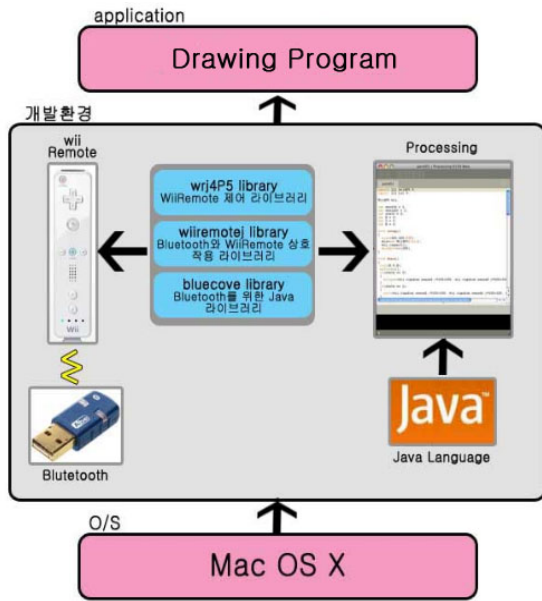 application
Drawing Program
개발환경
wii
Remote
Processing
wrj4P5 library
WiiRemote 제어 라이브러리
wiiremotej library
Bluetooth와 WiiRemote 상호
작용 라이브러리
bluecove library
Bluetooth를 위한 Java
라이브러리
Wii
Java™
Blutetooth
Java Language
O/S
Mac OS X